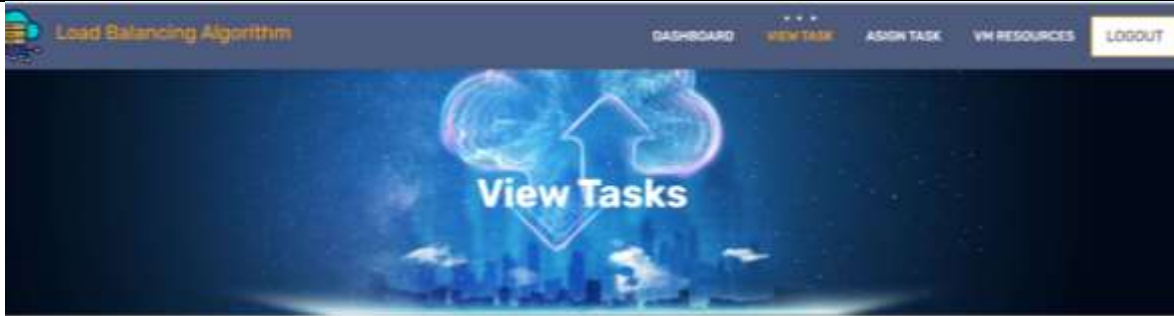 Load Balancing Algorithm
DASHBOARD VIEW TASK ASIGN TASK VM RESOURCES LOGOUT
View Tasks